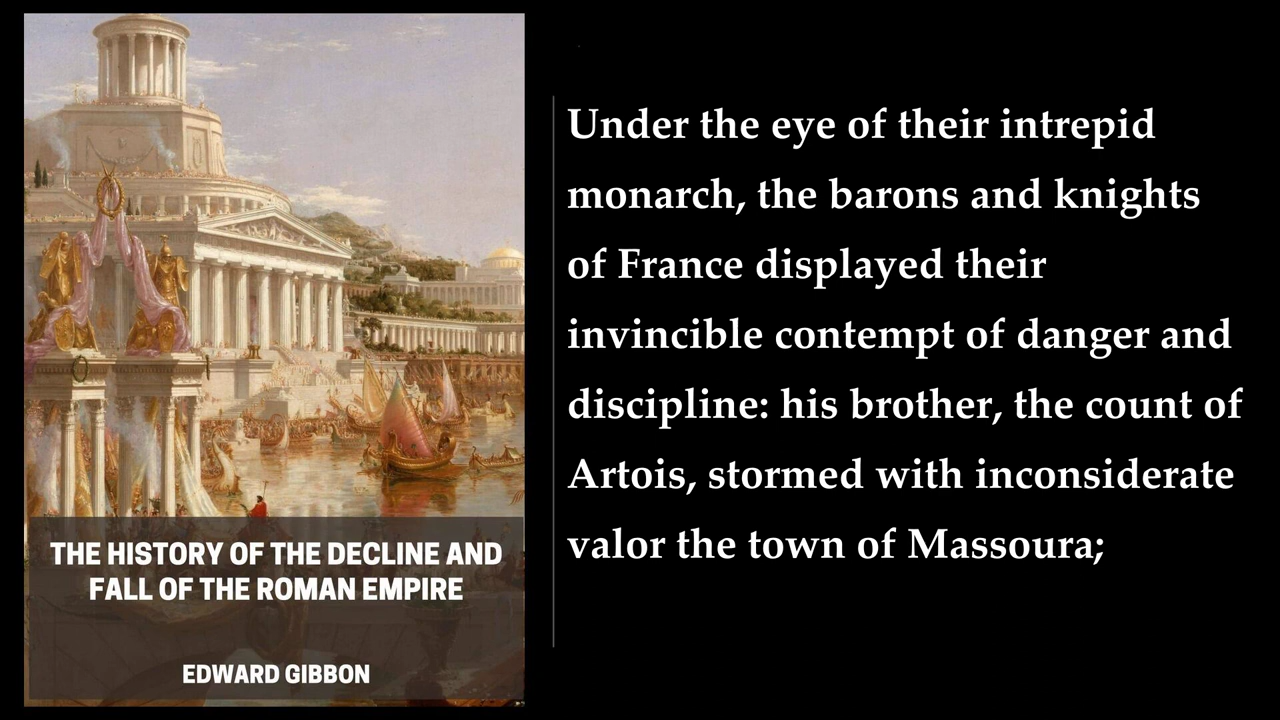 THE HISTORY OF THE DECLINE AND
FALL OF THE ROMAN EMPIRE
EDWARD GIBBON
Under the eye of their intrepid
monarch, the barons and knights
of France displayed their
invincible contempt of danger and
discipline: his brother, the count of
Artois, stormed with inconsiderate
valor the town of Massoura;